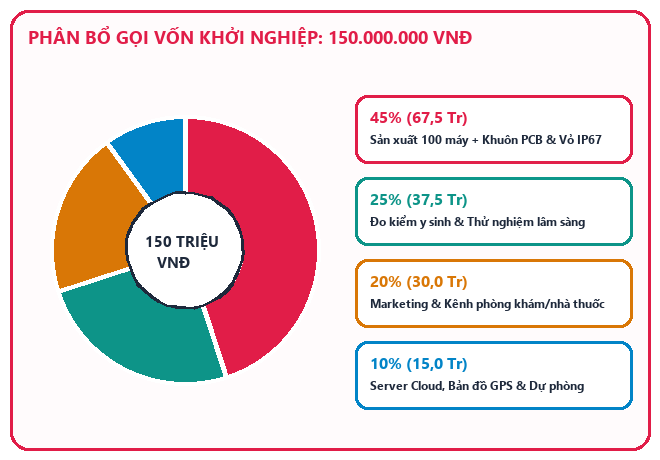 PHÂN BỔ GỌI VỐN KHỞI NGHIỆP: 150.000.000 VNĐ
150 TRIỆU
VNĐ
45% (67,5 Tr)
Sản xuất 100 máy + Khuôn PCB & Vỏ IP67
25% (37,5 Tr)
Đo kiểm y sinh & Thử nghiệm lâm sàng
20% (30,0 Tr)
Marketing & Kênh phòng khám/nhà thuốc
10% (15,0 Tr)
Server Cloud, Bản đồ GPS & Dự phòng